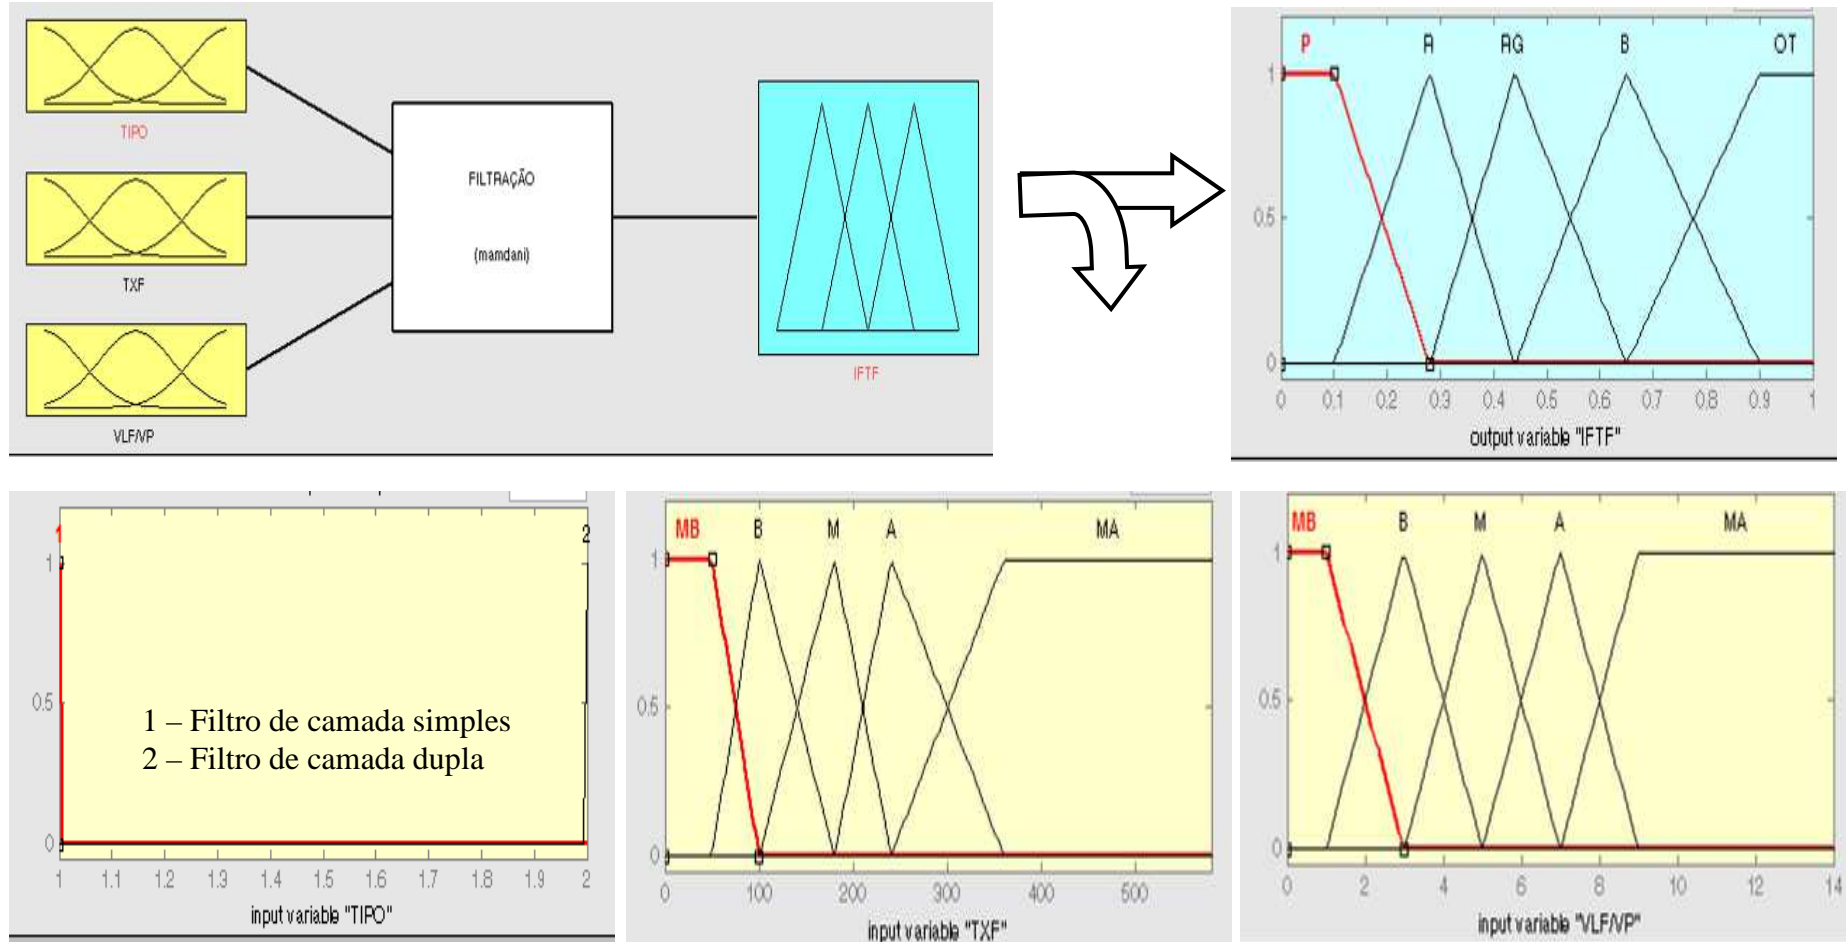 TIPO
TXF
VLF/VP
FILTRAÇÃO
(mamdani)
IFTF
P R RG B OT
1
0.5
0
0 0.1 0.2 0.3 0.4 0.5 0.6 0.7 0.8 0.9 1
output variable "IFTF"
1 2
1
0.5
0
1 – Filtro de camada simples
2 – Filtro de camada dupla
1 1.1 1.2 1.3 1.4 1.5 1.6 1.7 1.8 1.9 2
input variable "TIPO"
MB B M A MA
1
0.5
0
0 100 200 300 400 500
input variable "TXF"
MB B M A MA
1
0.5
0
0 2 4 6 8 10 12 14
input variable "VLF/VP"